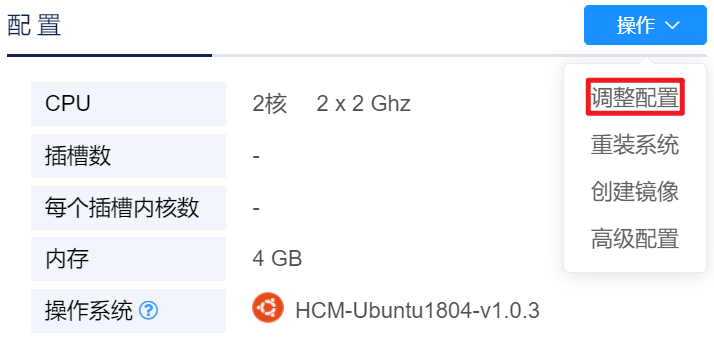 配置
操作
调整配置
重装系统
创建镜像
高级配置
CPU 2核 2 x 2 Ghz
插槽数 -
每个插槽内核数 -
内存 4 GB
操作系统 ? HCM-Ubuntu1804-v1.0.3